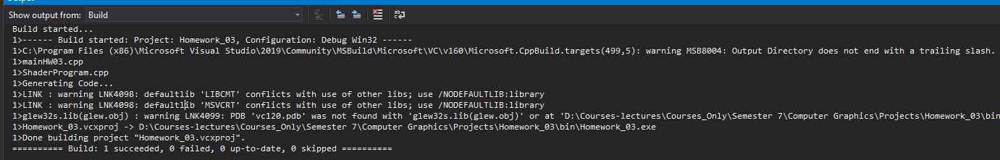 Show output from: Build
Build started...
1>------ Build started: Project: Homework_03, Configuration: Debug Win32 ------
1>C:\Program Files (x86)\Microsoft Visual Studio\2019\Community\MSBuild\Microsoft\VC\v160\Microsoft.CppBuild.targets(499,5): warning MSB8004: Output Directory does not end with a trailing slash.
1>mainHW03.cpp
1>ShaderProgram.cpp
1>Generating Code...
1>LINK : warning LNK4098: defaultlib 'LIBCMT' conflicts with use of other libs; use /NODEFAULTLIB:library
1>LINK : warning LNK4098: defaultlib 'MSVCRT' conflicts with use of other libs; use /NODEFAULTLIB:library
1>glew32s.lib(glew.obj) : warning LNK4099: PDB 'vc120.pdb' was not found with 'glew32s.lib(glew.obj)' or at 'D:\Courses-lectures\Courses_Only\Semester 7\Computer Graphics\Projects\Homework_03\bin
1>Homework_03.vcxproj -> D:\Courses-lectures\Courses_Only\Semester 7\Computer Graphics\Projects\Homework_03\bin\Homework_03.exe
1>Done building project "Homework_03.vcxproj".
========== Build: 1 succeeded, 0 failed, 0 up-to-date, 0 skipped ==========